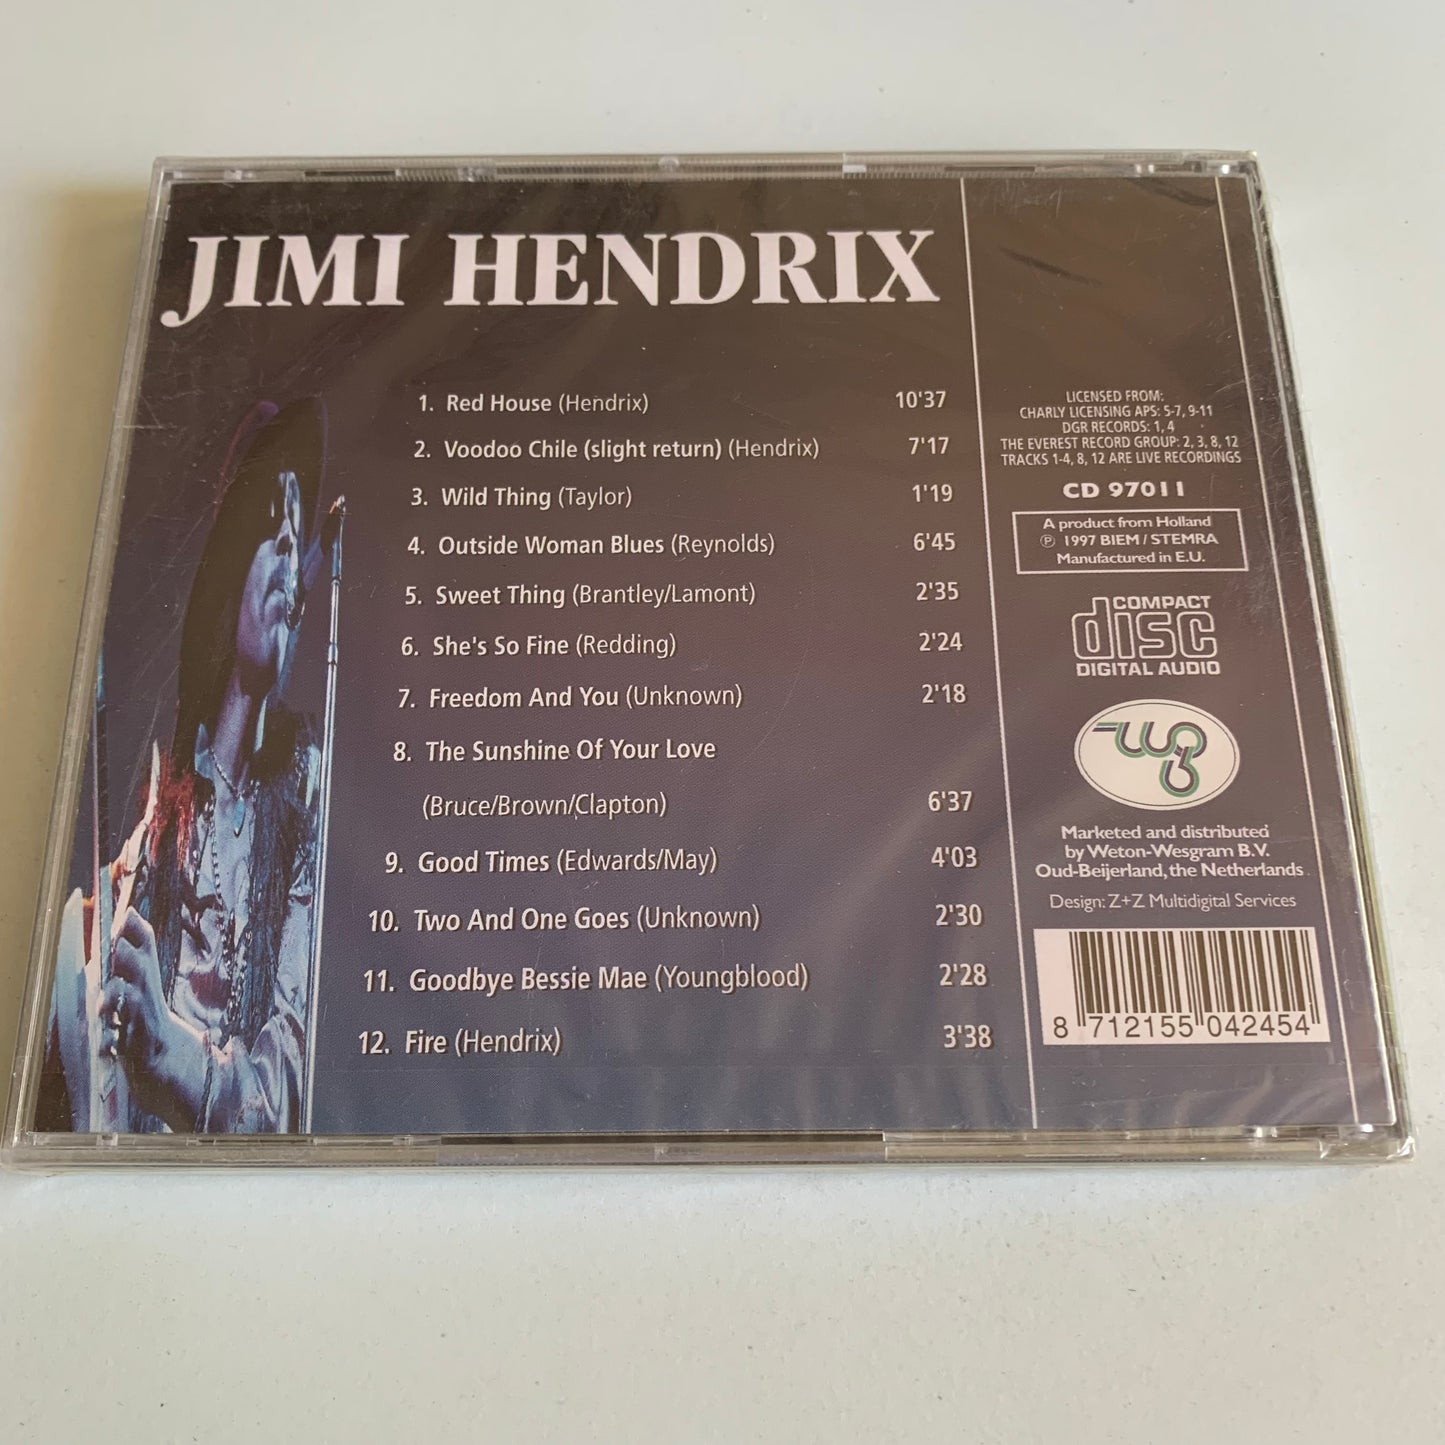 JIMI HENDRIX
1. Red House (Hendrix) 10'37
2. Voodoo Chile (slight return) (Hendrix) 7'17
3. Wild Thing (Taylor) 1'19
4. Outside Woman Blues (Reynolds) 6'45
5. Sweet Thing (Brantley/Lamont) 2'35
6. She's So Fine (Redding) 2'24
7. Freedom And You (Unknown) 2'18
8. The Sunshine Of Your Love
(Bruce/Brown/Clapton) 6'37
9. Good Times (Edwards/May) 4'03
10. Two And One Goes (Unknown) 2'30
11. Goodbye Bessie Mae (Youngblood) 2'28
12. Fire (Hendrix) 3'38
LICENSED FROM:
CHARLY LICENSING APS: 5-7, 9-11
DGR RECORDS: 1, 4
THE EVEREST RECORD GROUP: 2, 3, 8, 12
TRACKS 1-4, 8, 12 ARE LIVE RECORDINGS
CD 97011
A product from Holland
℗ 1997 BIEM / STEMRA
Manufactured in E.U.
COMPACT
disc
DIGITAL AUDIO
Marketed and distributed
by Weton-Wesgram B.V.
Oud-Beijerland, the Netherlands
Design: Z+Z Multidigital Services
8 712155 042454